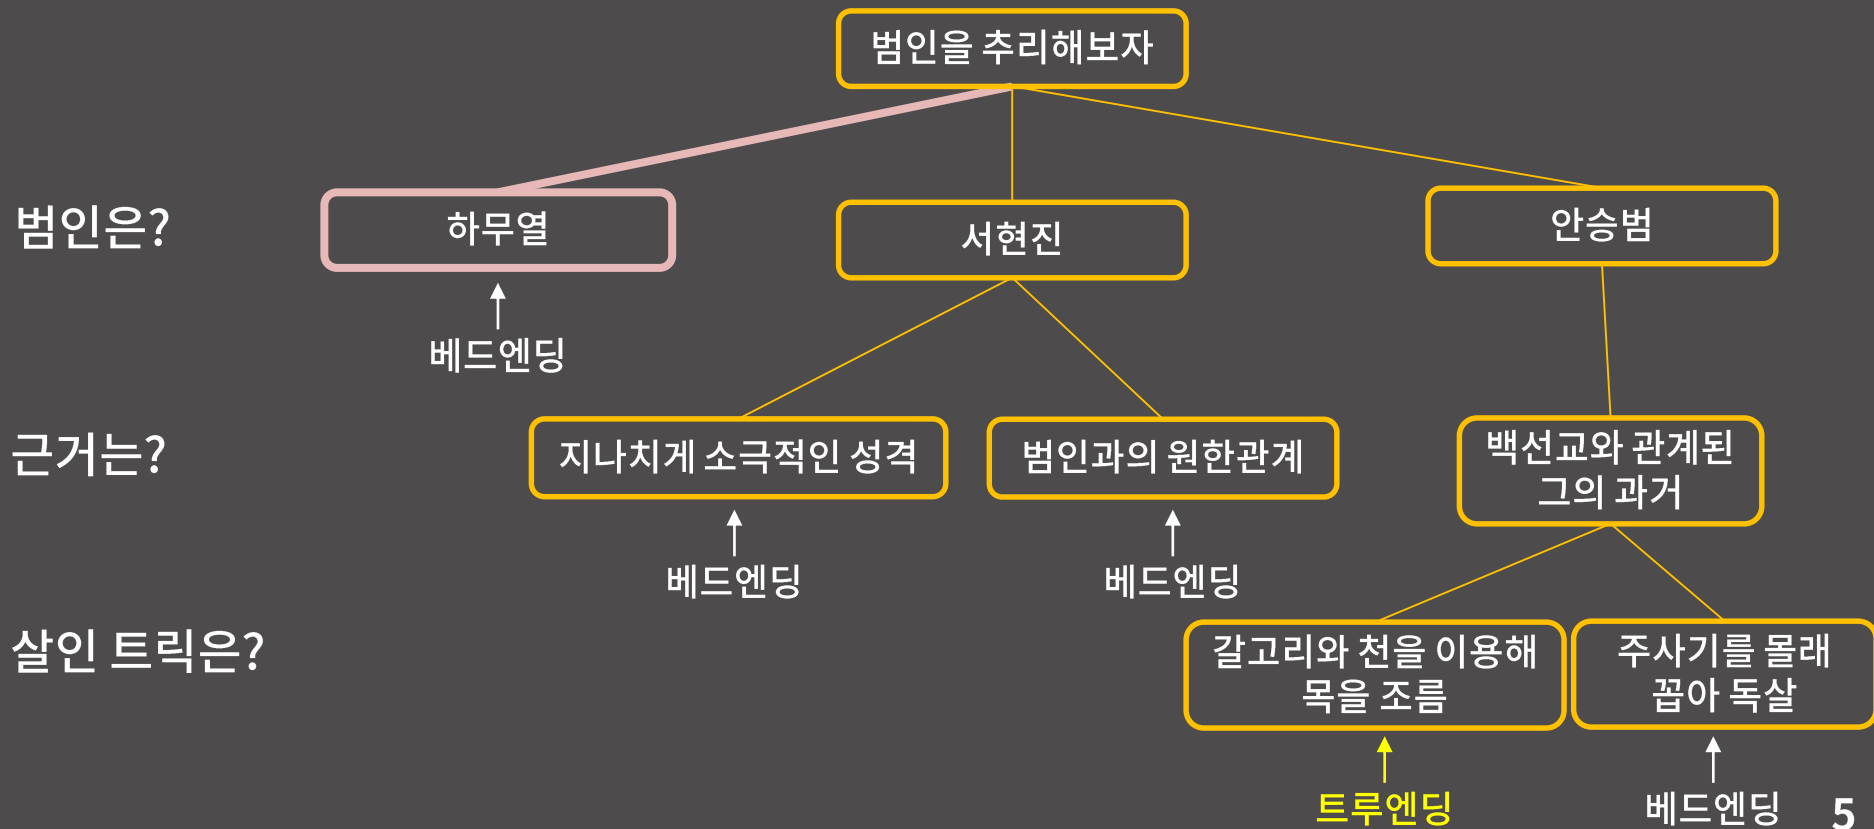 범인을 추리해보자
범인은?
하무열
서현진
안승범
베드엔딩
근거는?
지나치게 소극적인 성격
범인과의 원한관계
백선교와 관계된
그의 과거
베드엔딩
베드엔딩
살인 트릭은?
갈고리와 천을 이용해
목을 조름
주사기를 몰래
꼽아 독살
트루엔딩
베드엔딩
5